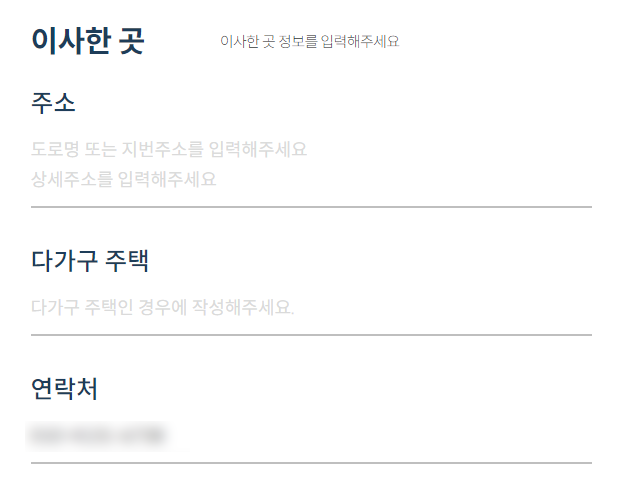 이사한 곳
이사한 곳 정보를 입력해주세요
주소
도로명 또는 지번주소를 입력해주세요
상세주소를 입력해주세요
다가구 주택
다가구 주택인 경우에 작성해주세요.
연락처